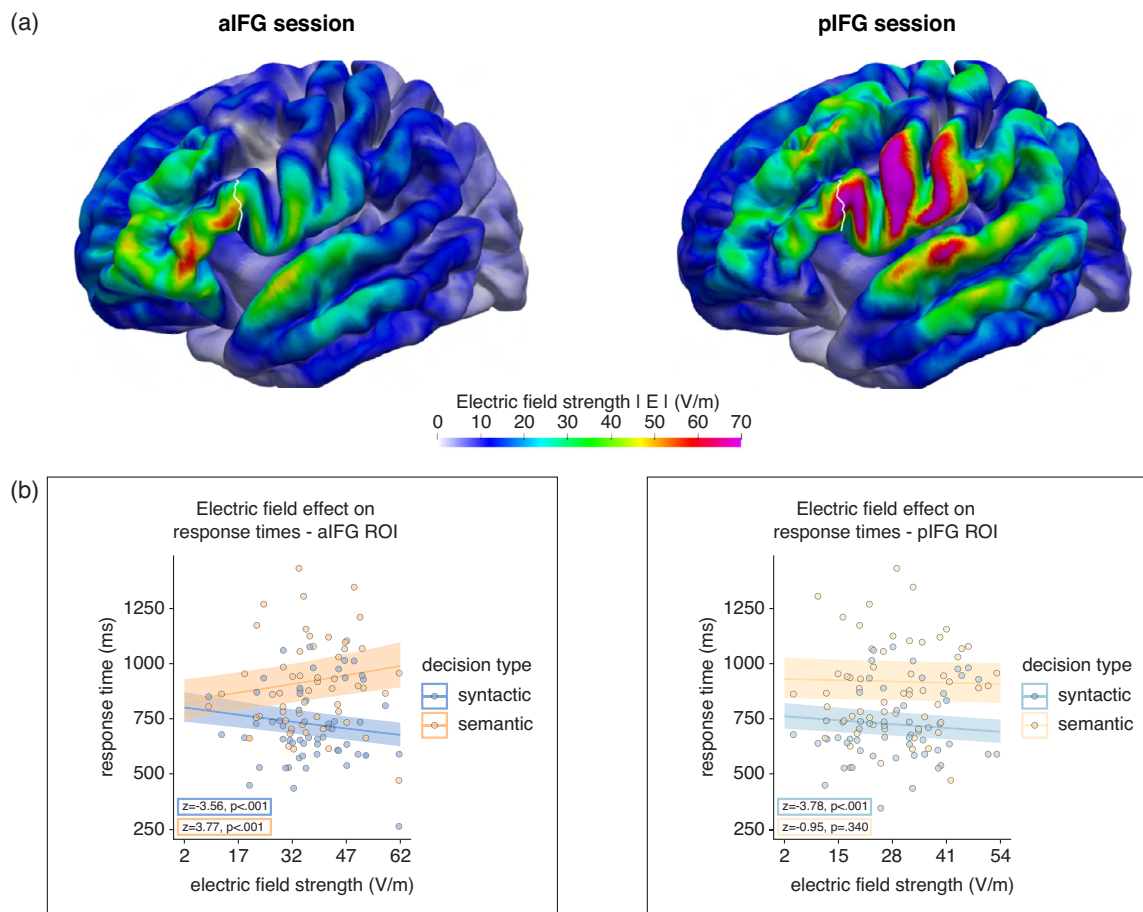 (a)
aIFG session
pIFG session
Electric field strength | E | (V/m)
0 10 20 30 40 50 60 70
(b)
Electric field effect on
response times - aIFG ROI
response time (ms)
1250
1000
750
500
250
decision type
syntactic
semantic
z=-3.56, p<.001
z=3.77, p<.001
2 17 32 47 62
electric field strength (V/m)
Electric field effect on
response times - pIFG ROI
response time (ms)
1250
1000
750
500
250
decision type
syntactic
semantic
z=-3.78, p<.001
z=-0.95, p=.340
2 15 28 41 54
electric field strength (V/m)